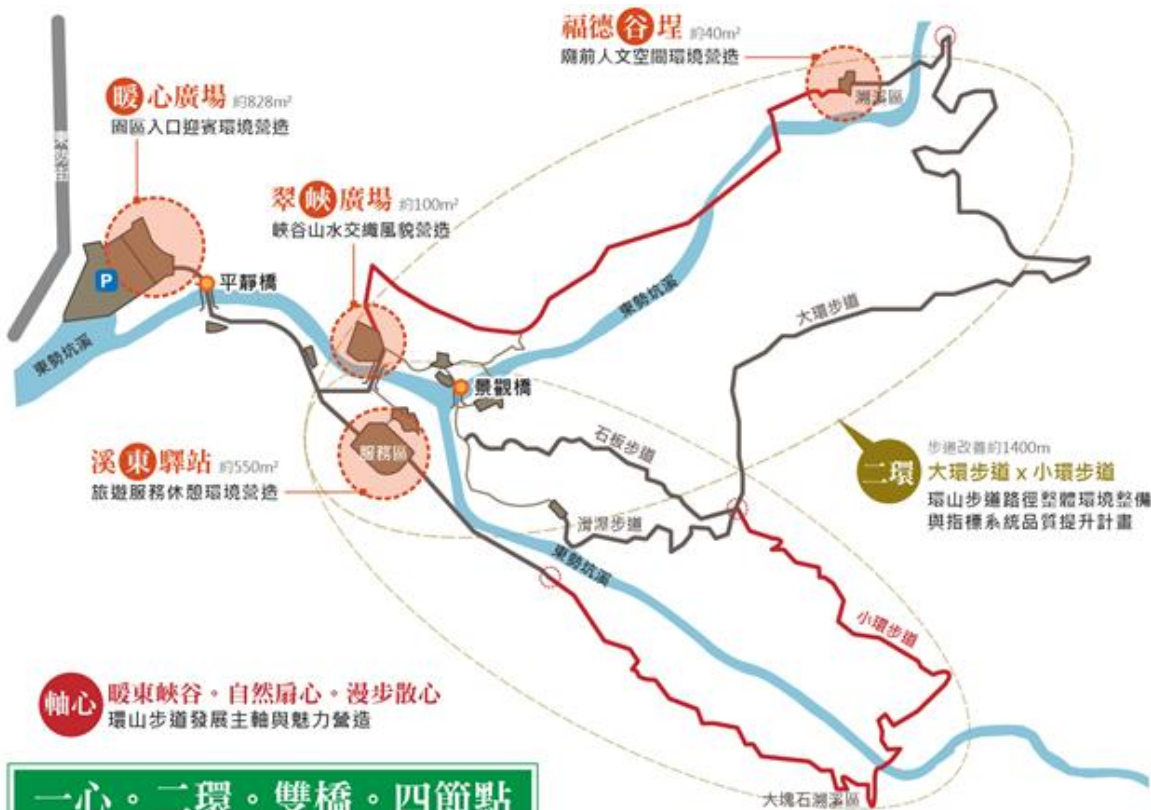 福德谷埕 約40m²
廟前人文空間環境營造
溯溪區
暖心廣場 約828m²
園區入口迎賓環境營造
翠峽廣場 約100m²
峽谷山水交織風貌營造
P
平靜橋
東勢坑溪
東勢坑溪
大環步道
景觀橋
石板步道
服務區
溪東驛站 約550m²
旅遊服務休憩環境營造
滑瀑步道
東勢坑溪
步道改善約1400m
二環 大環步道 x 小環步道
環山步道路徑整體環境整備
與指標系統品質提升計畫
小環步道
軸心 暖東峽谷。自然扇心。漫步散心
環山步道發展主軸與魅力營造
一心。二環。雙橋。四節點
大塊石溯溪區